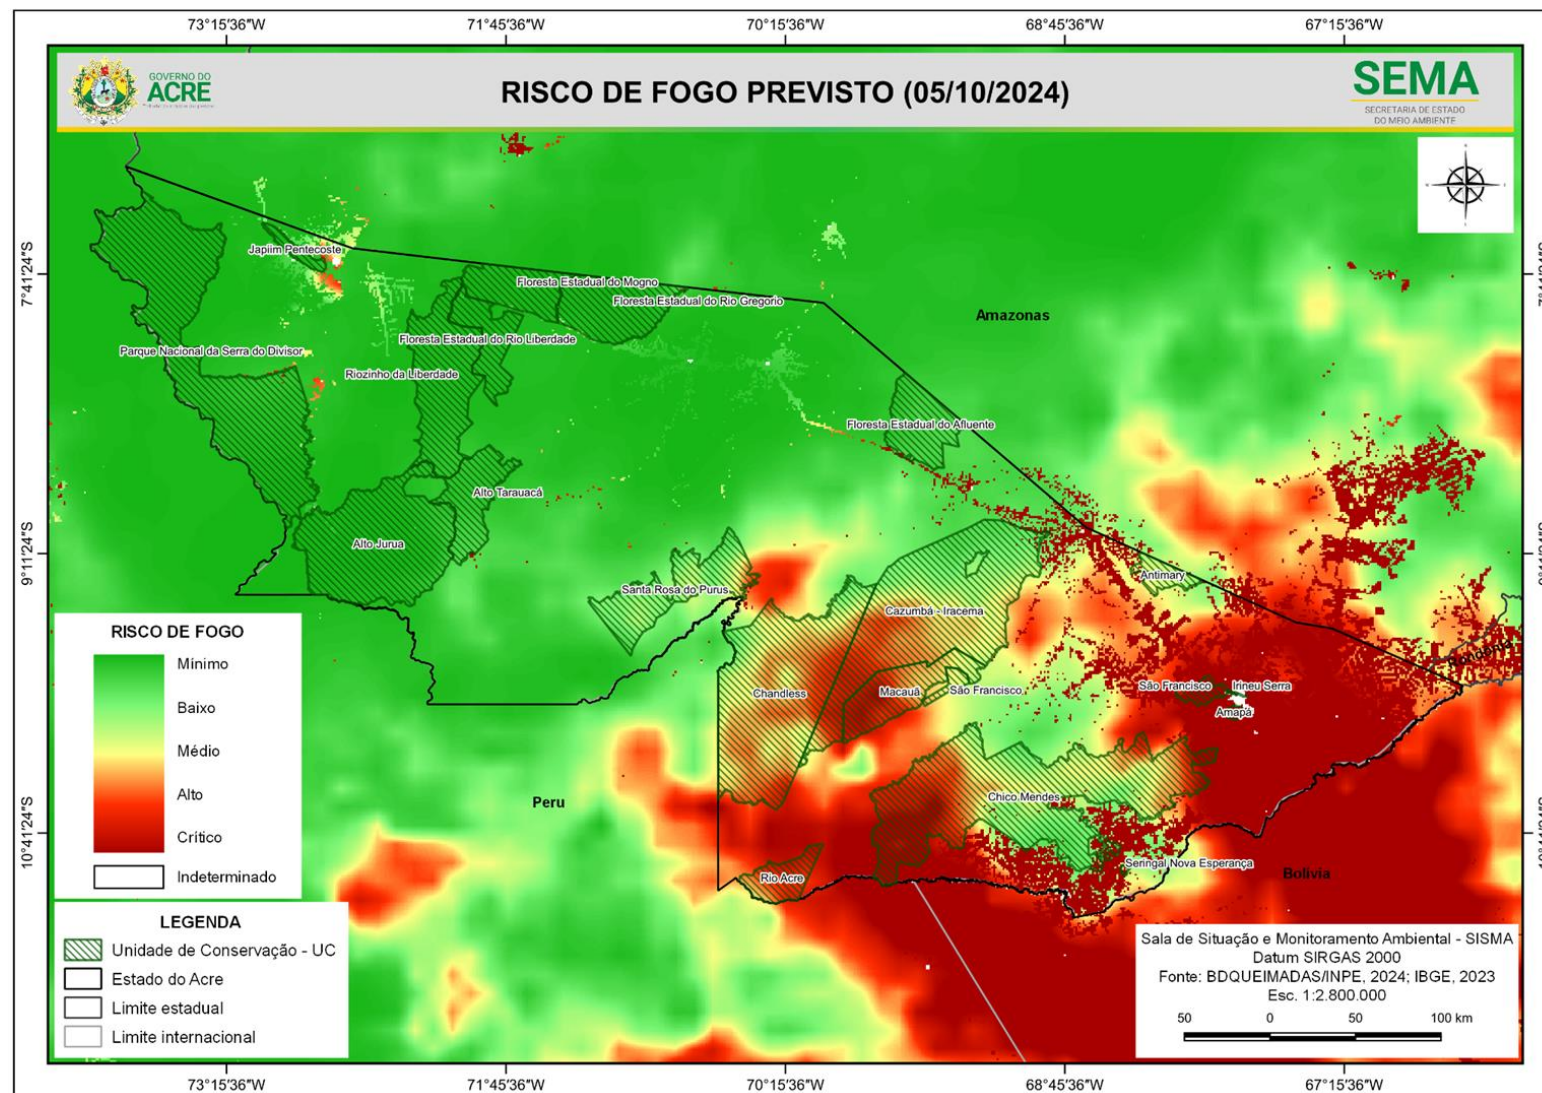 73°15'36"W 71°45'36"W 70°15'36"W 68°45'36"W 67°15'36"W
GOVERNO DO
ACRE
RISCO DE FOGO PREVISTO (05/10/2024)
SEMA
SECRETARIA DE ESTADO
DO MEIO AMBIENTE
Japiim Pentecoste
7°41'24"S
Floresta Estadual do Mogno
Floresta Estadual do Rio Gregorio
Amazonas
Floresta Estadual do Rio Liberdade
Parque Nacional da Serra do Divisor
Riozinho da Liberdade
Floresta Estadual do Afluente
Alto Tarauacá
Alto Jurua
9°11'24"S
Antimary
Santa Rosa do Purus
Cazumbá - Iracema
Rondônia
Chandless
Macauã
São Francisco
São Francisco
Irineu Serra
Amapá
Peru
Chico Mendes
10°41'24"S
Seringal Nova Esperança
Rio Acre
Bolívia
RISCO DE FOGO
Mínimo
Baixo
Médio
Alto
Crítico
Indeterminado
LEGENDA
Unidade de Conservação - UC
Estado do Acre
Limite estadual
Limite internacional
Sala de Situação e Monitoramento Ambiental - SISMA
Datum SIRGAS 2000
Fonte: BDQUEIMADAS/INPE, 2024; IBGE, 2023
Esc. 1:2.800.000
50 0 50 100 km
73°15'36"W 71°45'36"W 70°15'36"W 68°45'36"W 67°15'36"W